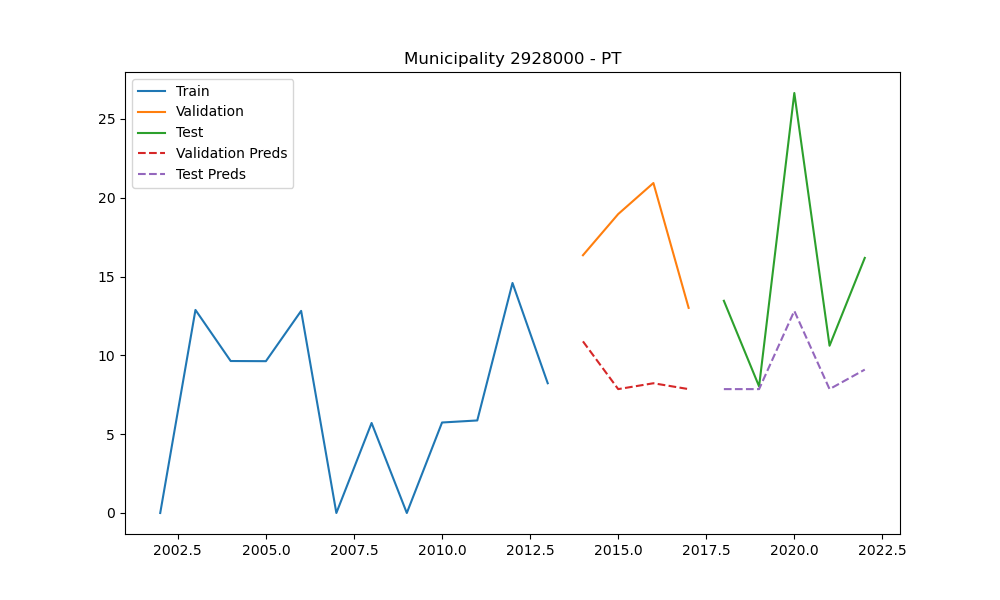 Municipality 2928000 - PT
Train
Validation
Test
Validation Preds
Test Preds
25
20
15
10
5
0
2002.5 2005.0 2007.5 2010.0 2012.5 2015.0 2017.5 2020.0 2022.5